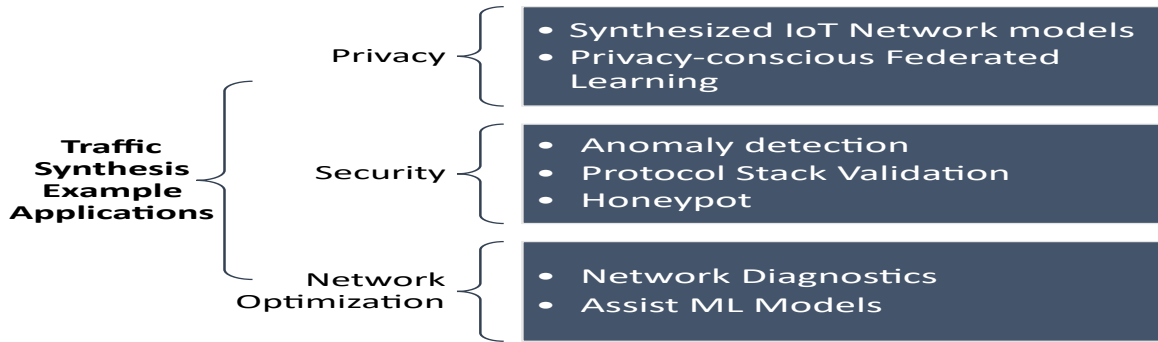 Traffic
Synthesis
Example
Applications
Privacy
• Synthesized IoT Network models
• Privacy-conscious Federated
Learning
Security
• Anomaly detection
• Protocol Stack Validation
• Honeypot
Network
Optimization
• Network Diagnostics
• Assist ML Models